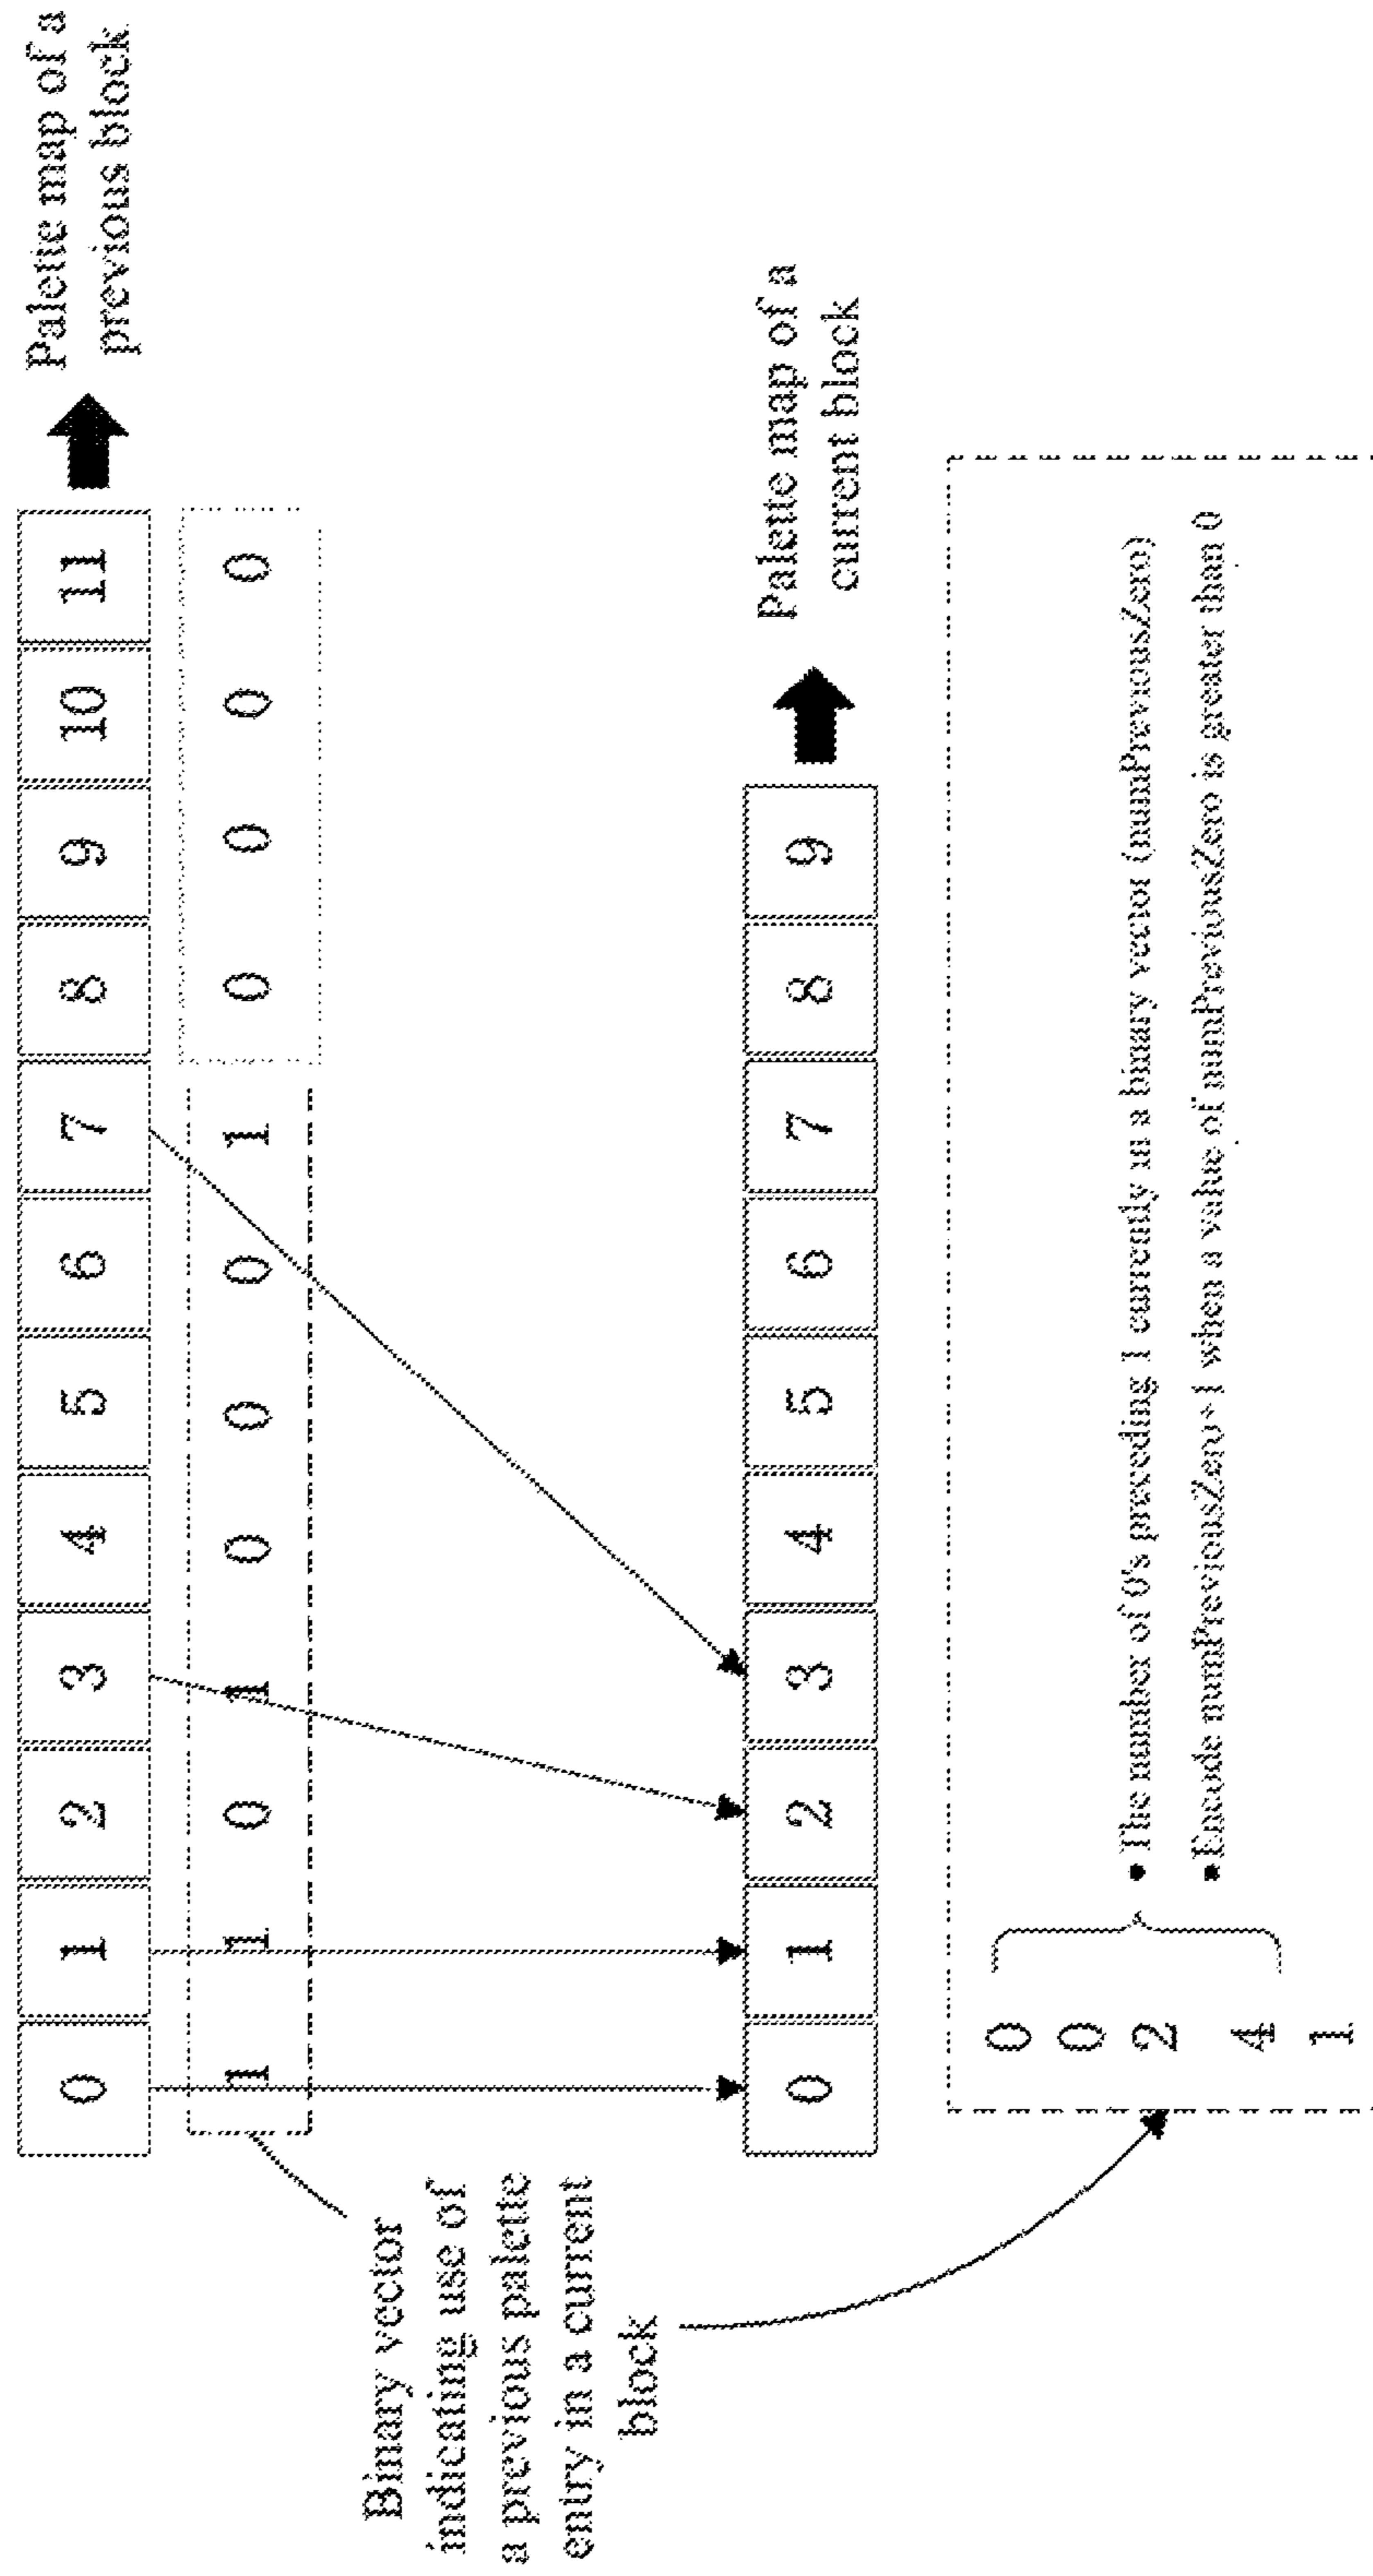 0 1 2 3 4 5 6 7 8 9 10 11
Palette map of a
previous block
1 1 0 1 0 0 0 1 0 0 0 0
Binary vector
indicating use of
a previous palette
entry in a current
block
0 1 2 3 4 5 6 7 8 9
Palette map of a
current block
0
0
2
4
1
• The number of 0's preceding 1 currently in a binary vector (numPreviousZero)
▪ Encode numPreviousZero+1 when a value of numPreviousZero is greater than 0